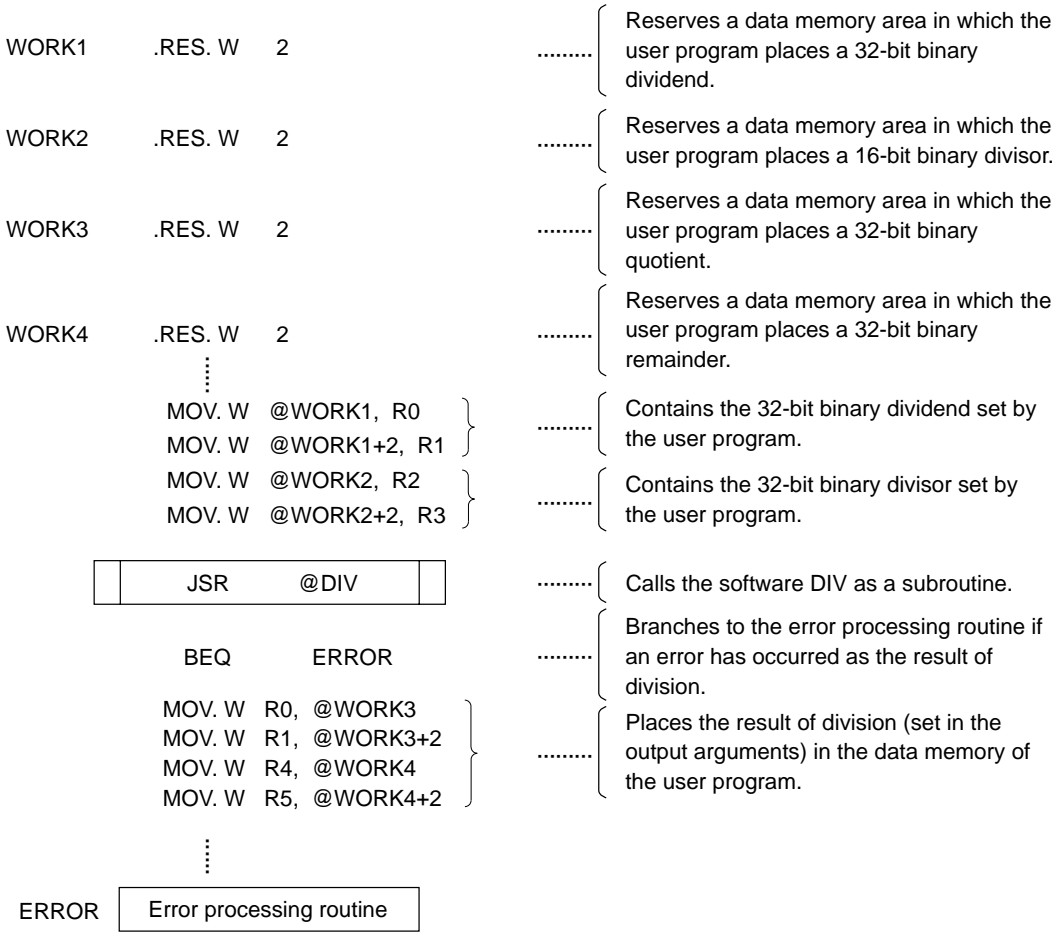 WORK1 .RES. W 2 ......... Reserves a data memory area in which the
user program places a 32-bit binary
dividend.
WORK2 .RES. W 2 ......... Reserves a data memory area in which the
user program places a 16-bit binary divisor.
WORK3 .RES. W 2 ......... Reserves a data memory area in which the
user program places a 32-bit binary
quotient.
WORK4 .RES. W 2 ......... Reserves a data memory area in which the
user program places a 32-bit binary
remainder.
MOV. W @WORK1, R0
MOV. W @WORK1+2, R1
......... Contains the 32-bit binary dividend set by
the user program.
MOV. W @WORK2, R2
MOV. W @WORK2+2, R3
......... Contains the 32-bit binary divisor set by
the user program.
JSR @DIV ......... Calls the software DIV as a subroutine.
BEQ ERROR ......... Branches to the error processing routine if
an error has occurred as the result of
division.
MOV. W R0, @WORK3
MOV. W R1, @WORK3+2
MOV. W R4, @WORK4
MOV. W R5, @WORK4+2
......... Places the result of division (set in the
output arguments) in the data memory of
the user program.
ERROR Error processing routine